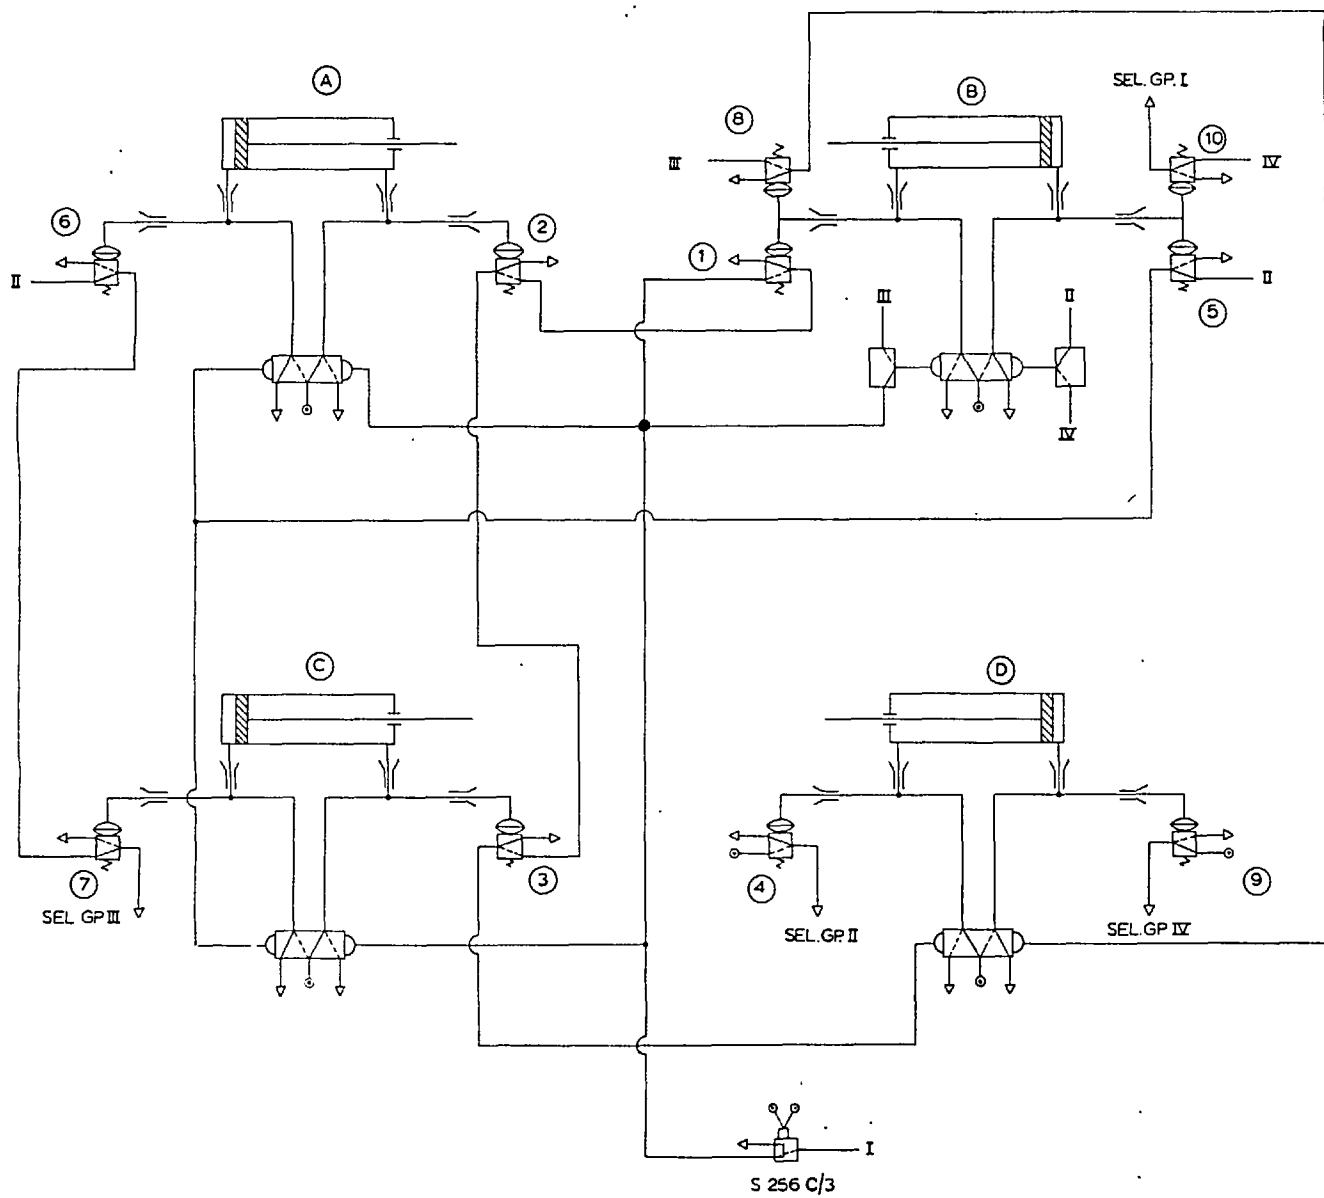 A
SEL. GP. I
B
8
10
III
IV
6
2
1
II
II
5
III
II
IV
C
D
7
3
4
9
SEL. GP III
SEL. GP. II
SEL. GP IV
I
S 256 C/3